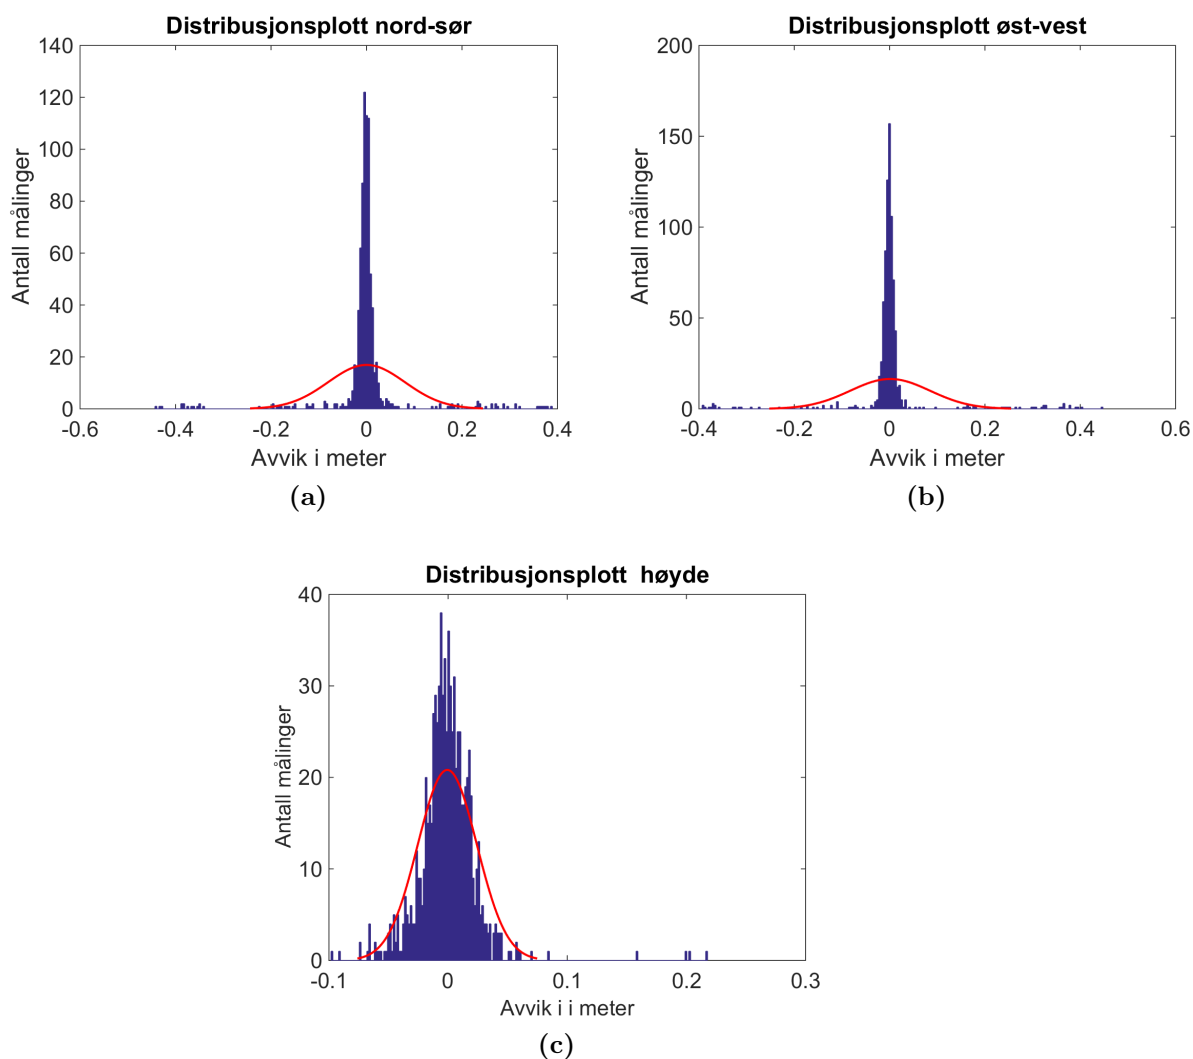 Distribusjonsplott nord-sør
140
120
100
80
60
40
20
0
Antall målinger
-0.6 -0.4 -0.2 0 0.2 0.4
Avvik i meter
(a)
Distribusjonsplott øst-vest
200
150
100
50
0
Antall målinger
-0.4 -0.2 0 0.2 0.4 0.6
Avvik i meter
(b)
Distribusjonsplott høyde
40
30
20
10
0
Antall målinger
-0.1 0 0.1 0.2 0.3
Avvik i i meter
(c)